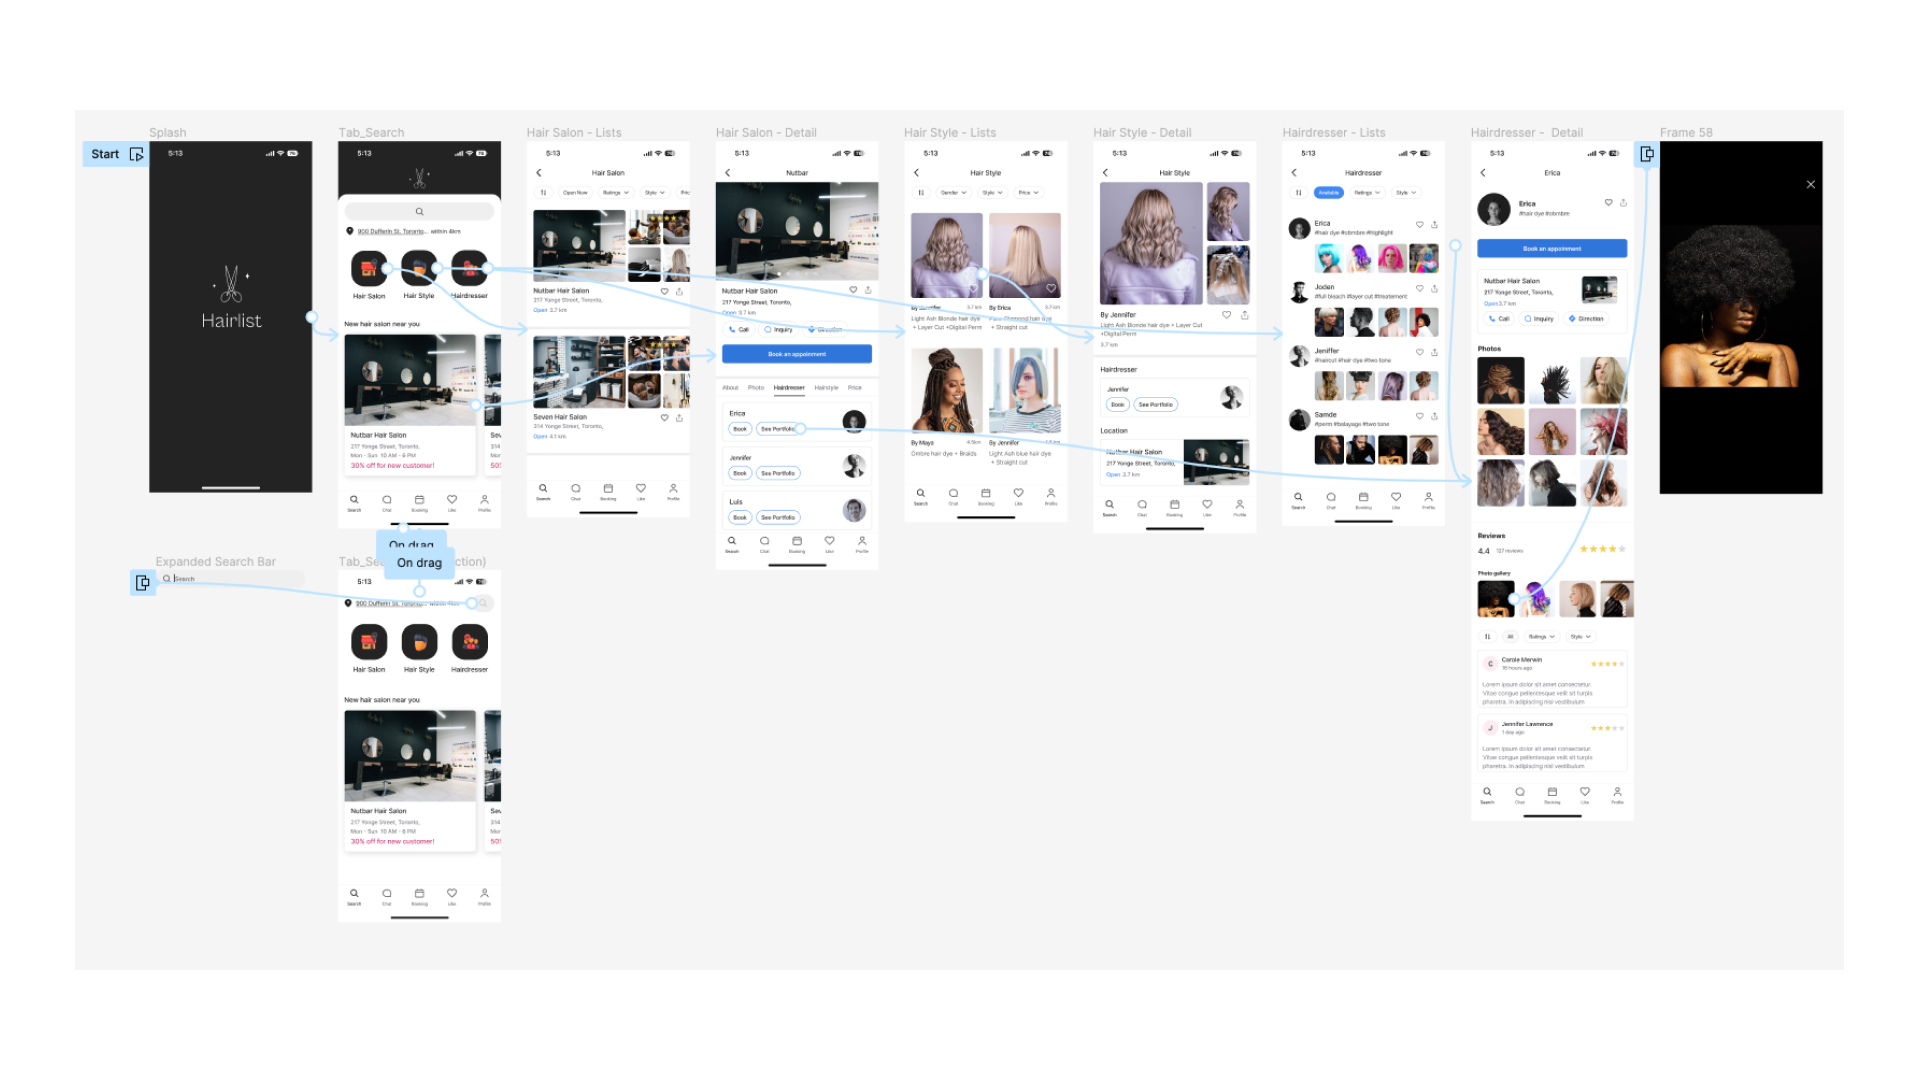 Splash
Start
5:13
Hairlist
Tab_Search
5:13
900 Dufferin St, Toronto... within 4km
Hair Salon
Hair Style
Hairdresser
New hair salon near you
Nutbar Hair Salon
217 Yonge Street, Toronto,
Mon - Sun 10 AM - 6 PM
30% off for new customer!
Search
Chat
Booking
Like
Profile
On drag
On drag
Hair Salon - Lists
5:13
Hair Salon
Open Now
Ratings
Style
Nutbar Hair Salon
217 Yonge Street, Toronto,
Open 3.7 km
Seven Hair Salon
314 Yonge Street, Toronto,
Open 4.1 km
Search
Chat
Booking
Like
Profile
Hair Salon - Detail
5:13
Nutbar
Nutbar Hair Salon
217 Yonge Street, Toronto,
Open 3.7 km
Call
Inquiry
Direction
Book an appoinment
About
Photo
Hairdresser
Hairstyle
Price
Erica
Book
See Portfolio
Jennifer
Book
See Portfolio
Luis
Book
See Portfolio
Search
Chat
Booking
Like
Profile
Hair Style - Lists
5:13
Hair Style
Gender
Style
Price
By Jennifer
3.7 km
Light Ash Blonde hair dye
+ Layer Cut +Digital Perm
By Erica
+ Straight cut
By Maya
Ombre hair dye + Braids
By Jennifer
Light Ash blue hair dye
+ Straight cut
Search
Chat
Booking
Like
Profile
Hair Style - Detail
5:13
Hair Style
By Jennifer
Light Ash Blonde hair dye + Layer Cut
+Digital Perm
3.7 km
Hairdresser
Jennifer
Book
See Portfolio
Location
Nutbar Hair Salon
217 Yonge Street, Toronto,
Open 3.7 km
Search
Chat
Booking
Like
Profile
Hairdresser - Lists
5:13
Hairdresser
Available
Ratings
Style
Erica
#hair dye #obrmbre #highlight
Joden
#full bleach #layer cut #treatement
Jeniffer
#haircut #hair dye #two tone
Samde
#perm #balayage #two tone
Search
Chat
Booking
Like
Profile
Hairdresser - Detail
5:13
Erica
Erica
#hair dye #obrmbre
Book an appoinment
Nutbar Hair Salon
217 Yonge Street, Toronto,
Open 3.7 km
Call
Inquiry
Direction
Photos
Reviews
4.4
127 reviews
Photo gallery
All
Ratings
Style
C
Carole Merwin
16 hours ago
Lorem ipsum dolor sit amet consectetur.
Vitae congue pellentesque velit sit turpis
pharetra. In adipiscing nisl vestibulum
J
Jennifer Lawrence
1 day ago
Lorem ipsum dolor sit amet consectetur.
Vitae congue pellentesque velit sit turpis
pharetra. In adipiscing nisl vestibulum
Search
Chat
Booking
Like
Profile
Frame 58
Expanded Search Bar
Search
5:13
900 Dufferin St, Toronto... within 4km
Hair Salon
Hair Style
Hairdresser
New hair salon near you
Nutbar Hair Salon
217 Yonge Street, Toronto,
Mon - Sun 10 AM - 6 PM
30% off for new customer!
Search
Chat
Booking
Like
Profile